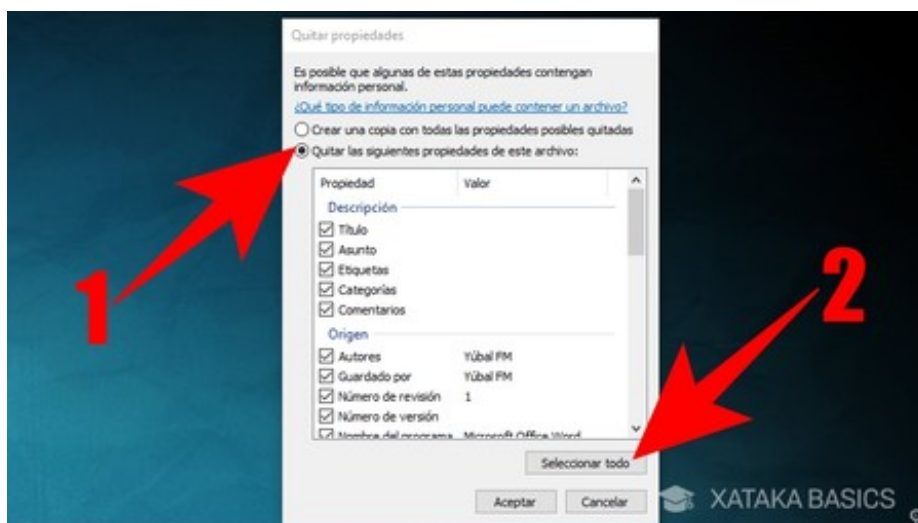 Quitar propiedades
Es posible que algunas de estas propiedades contengan
información personal.
¿Qué tipo de información personal puede contener un archivo?
Crear una copia con todas las propiedades posibles quitadas
Quitar las siguientes propiedades de este archivo:
Propiedad Valor
Descripción
Título
Asunto
Etiquetas
Categorías
Comentarios
Origen
Autores Yúbal FM
Guardado por Yúbal FM
Número de revisión 1
Número de versión
Nombre del programa Microsoft Office Word
Seleccionar todo
Aceptar Cancelar
1
2
XATAKA BASICS